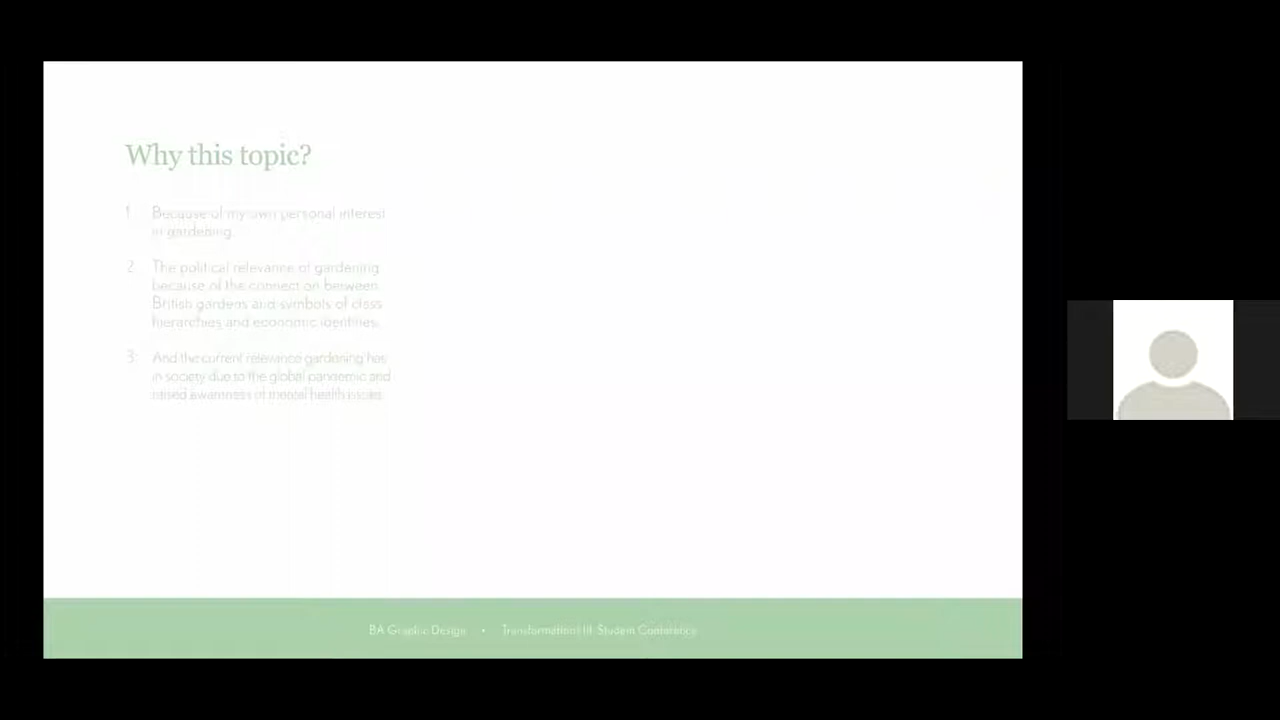 Why this topic?
1. Because of my own personal interest
in gardening.
2. The political relevance of gardening
because of the connection between
British gardens and symbols of class
hierarchies and economic identities.
3. And the current relevance gardening has
in society due to the global pandemic and
raised awareness of mental health issues.
BA Graphic Design • Transformations III: Student Conference